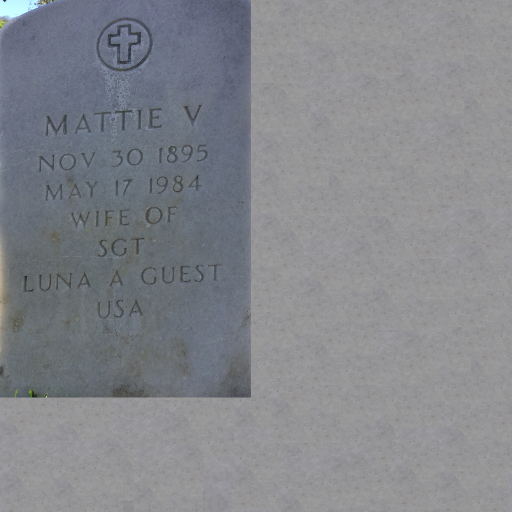 MATTIE V
NOV 30 1895
MAY 17 1984
WIFE OF
SGT
LUNA A GUEST
USA